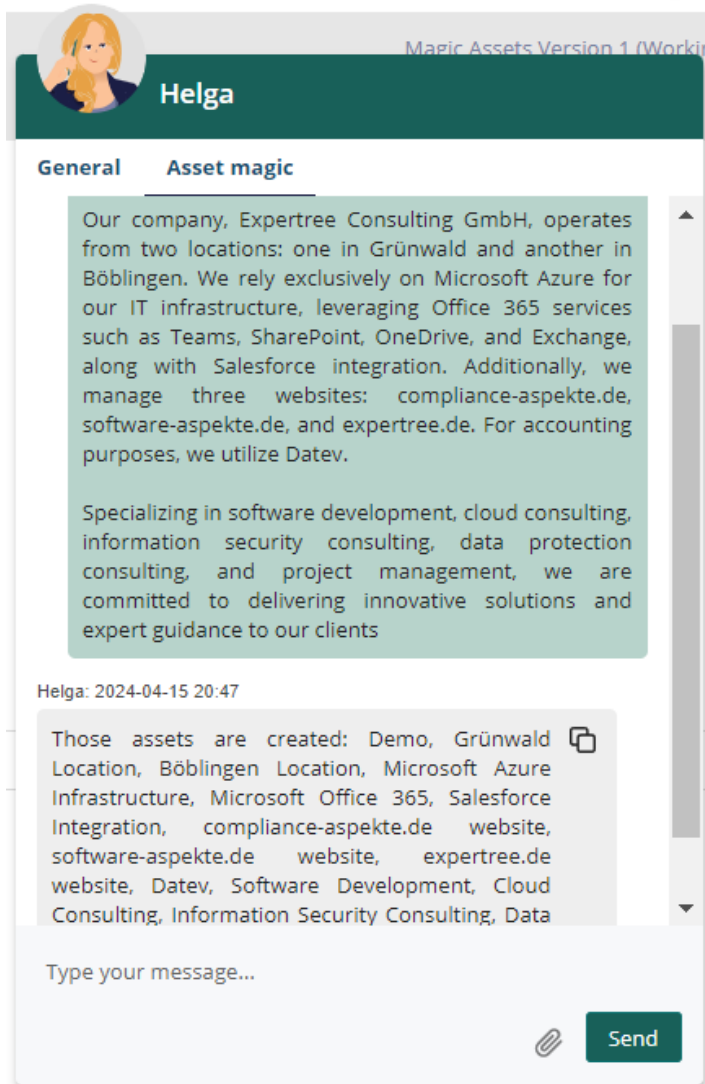 Magic Assets Version 1 (Workin
Helga
General Asset magic
Our company, Expertree Consulting GmbH, operates
from two locations: one in Grünwald and another in
Böblingen. We rely exclusively on Microsoft Azure for
our IT infrastructure, leveraging Office 365 services
such as Teams, SharePoint, OneDrive, and Exchange,
along with Salesforce integration. Additionally, we
manage three websites: compliance-aspekte.de,
software-aspekte.de, and expertree.de. For accounting
purposes, we utilize Datev.
Specializing in software development, cloud consulting,
information security consulting, data protection
consulting, and project management, we are
committed to delivering innovative solutions and
expert guidance to our clients
Helga: 2024-04-15 20:47
Those assets are created: Demo, Grünwald
Location, Böblingen Location, Microsoft Azure
Infrastructure, Microsoft Office 365, Salesforce
Integration, compliance-aspekte.de website,
software-aspekte.de website, expertree.de
website, Datev, Software Development, Cloud
Consulting, Information Security Consulting, Data
Type your message...
Send